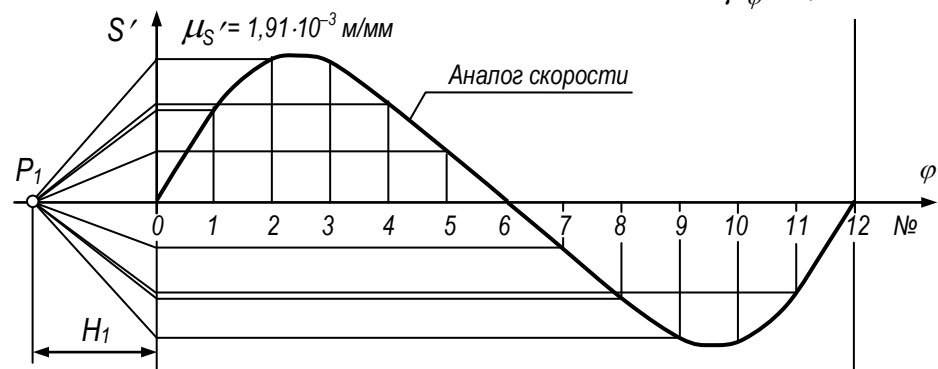 S′ μS′ = 1,91·10⁻³ м/мм
Аналог скорости
P1 φ
0 1 2 3 4 5 6 7 8 9 10 11 12 №
H1